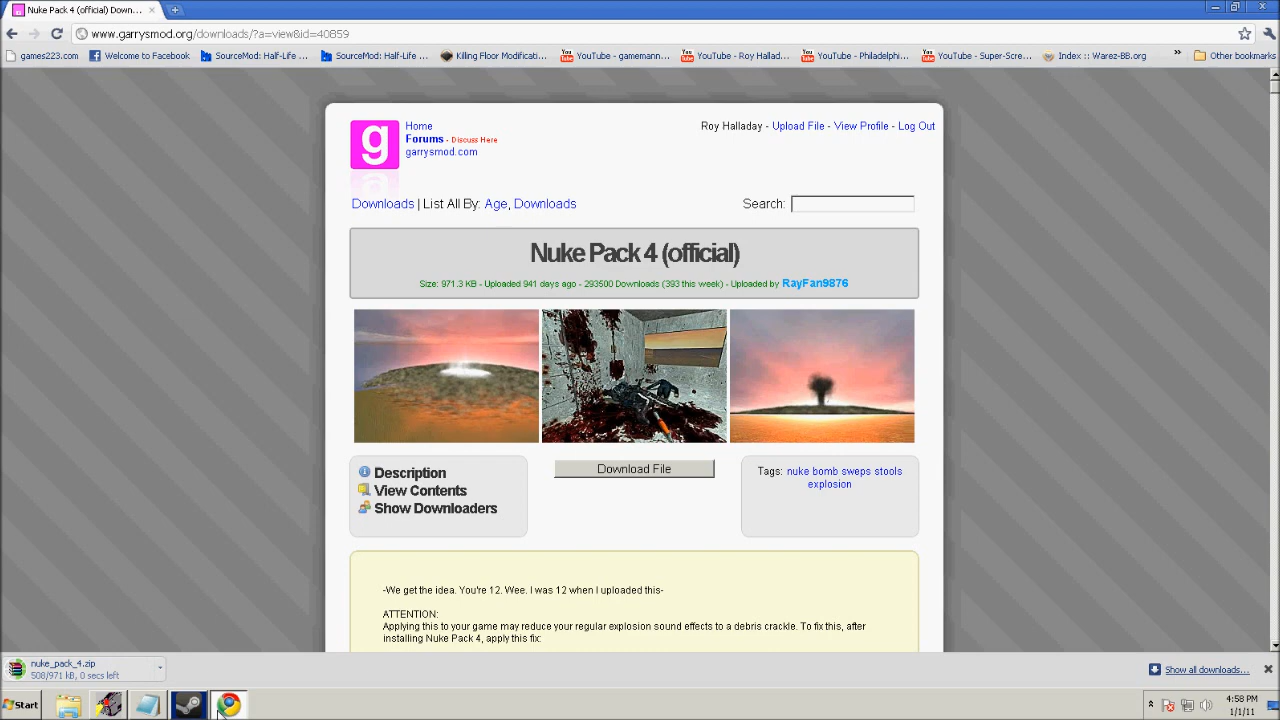 Nuke Pack 4 (official) Down...
www.garrysmod.org/downloads/?a=view&id=40859
games223.com
Welcome to Facebook
SourceMod: Half-Life ...
SourceMod: Half-Life ...
Killing Floor Modificati...
YouTube - gamemann...
YouTube - Roy Hallad...
YouTube - Philadelphi...
YouTube - Super-Scre...
Index :: Warez-BB.org
»
Other bookmarks
g
Home
Forums - Discuss Here
garrysmod.com
Roy Halladay - Upload File - View Profile - Log Out
Downloads | List All By: Age, Downloads
Search:
Nuke Pack 4 (official)
Size: 971.3 KB - Uploaded 941 days ago - 293500 Downloads (393 this week) - Uploaded by RayFan9876
Description
View Contents
Show Downloaders
Download File
Tags: nuke bomb sweps stools
explosion
-We get the idea. You're 12. Wee. I was 12 when I uploaded this-
ATTENTION:
Applying this to your game may reduce your regular explosion sound effects to a debris crackle. To fix this, after
installing Nuke Pack 4, apply this fix:
nuke_pack_4.zip
508/971 kB, 0 secs left
Show all downloads...
Start
4:58 PM
1/1/11